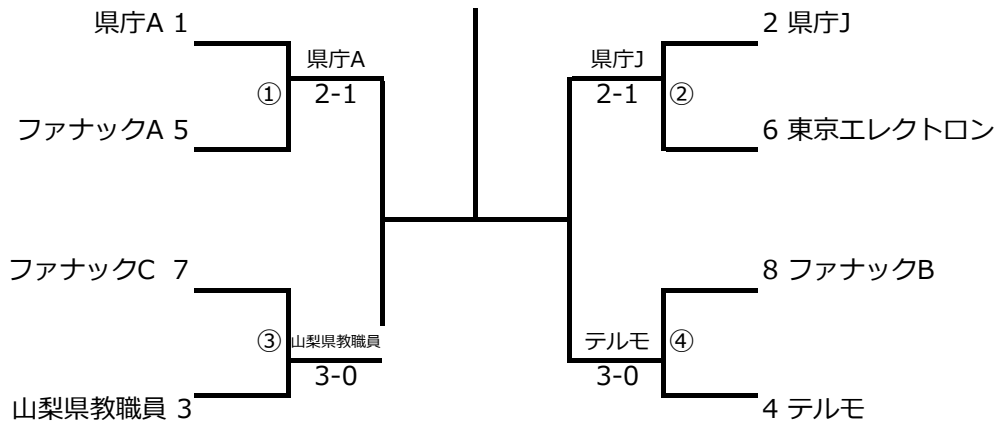 県庁A 1
県庁A
2-1
①
ファナックA 5
ファナックC 7
③
山梨県教職員
3-0
山梨県教職員 3
2 県庁J
県庁J
2-1
②
6 東京エレクトロン
8 ファナックB
テルモ
3-0
④
4 テルモ